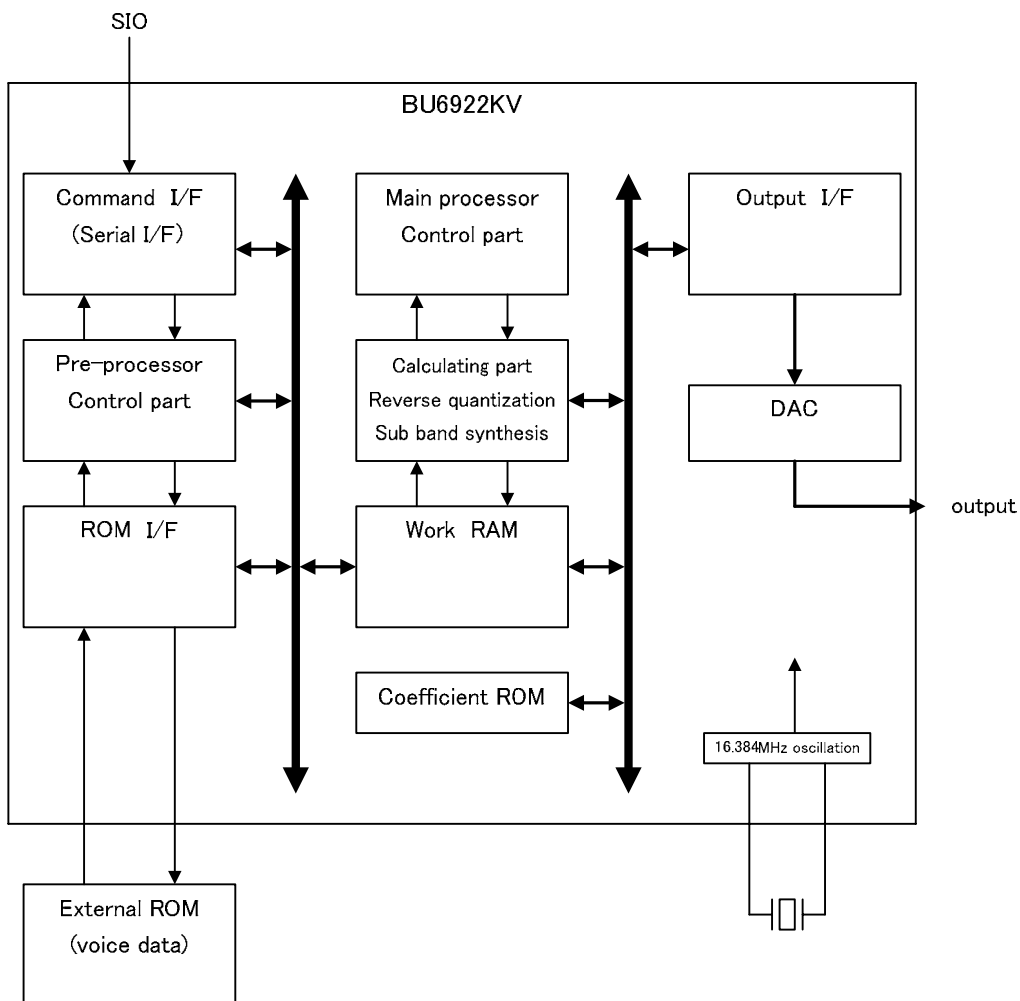 SIO
BU6922KV
Command I/F
(Serial I/F)
Main processor
Control part
Output I/F
Pre-processor
Control part
Calculating part
Reverse quantization
Sub band synthesis
DAC
output
ROM I/F
Work RAM
Coefficient ROM
16.384MHz oscillation
External ROM
(voice data)